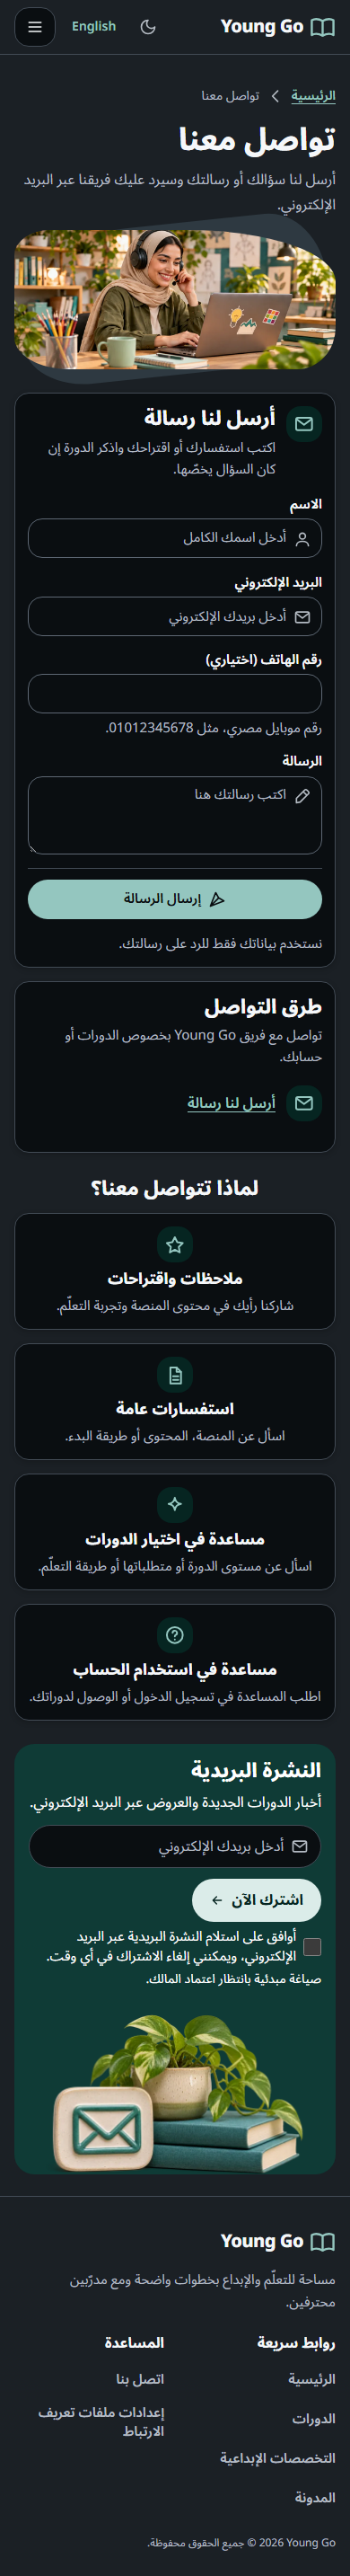 Young Go
English
الرئيسية
تواصل معنا
تواصل معنا
أرسل لنا سؤالك أو رسالتك وسيرد عليك فريقنا عبر البريد
الإلكتروني.
أرسل لنا رسالة
اكتب استفسارك أو اقتراحك واذكر الدورة إن
كان السؤال يخصّها.
الاسم
أدخل اسمك الكامل
البريد الإلكتروني
أدخل بريدك الإلكتروني
رقم الهاتف (اختياري)
رقم موبايل مصري، مثل 01012345678.
الرسالة
اكتب رسالتك هنا
إرسال الرسالة
نستخدم بياناتك فقط للرد على رسالتك.
طرق التواصل
تواصل مع فريق Young Go بخصوص الدورات أو
حسابك.
أرسل لنا رسالة
لماذا تتواصل معنا؟
ملاحظات واقتراحات
شاركنا رأيك في محتوى المنصة وتجربة التعلّم.
استفسارات عامة
اسأل عن المنصة، المحتوى أو طريقة البدء.
مساعدة في اختيار الدورات
اسأل عن مستوى الدورة أو متطلباتها أو طريقة التعلّم.
مساعدة في استخدام الحساب
اطلب المساعدة في تسجيل الدخول أو الوصول لدوراتك.
النشرة البريدية
أخبار الدورات الجديدة والعروض عبر البريد الإلكتروني.
أدخل بريدك الإلكتروني
اشترك الآن
أوافق على استلام النشرة البريدية عبر البريد
الإلكتروني، ويمكنني إلغاء الاشتراك في أي وقت.
صياغة مبدئية بانتظار اعتماد المالك.
Young Go
مساحة للتعلّم والإبداع بخطوات واضحة ومع مدرّبين
محترفين.
روابط سريعة
الرئيسية
الدورات
التخصصات الإبداعية
المدونة
المساعدة
اتصل بنا
إعدادات ملفات تعريف
الارتباط
Young Go 2026 © جميع الحقوق محفوظة.